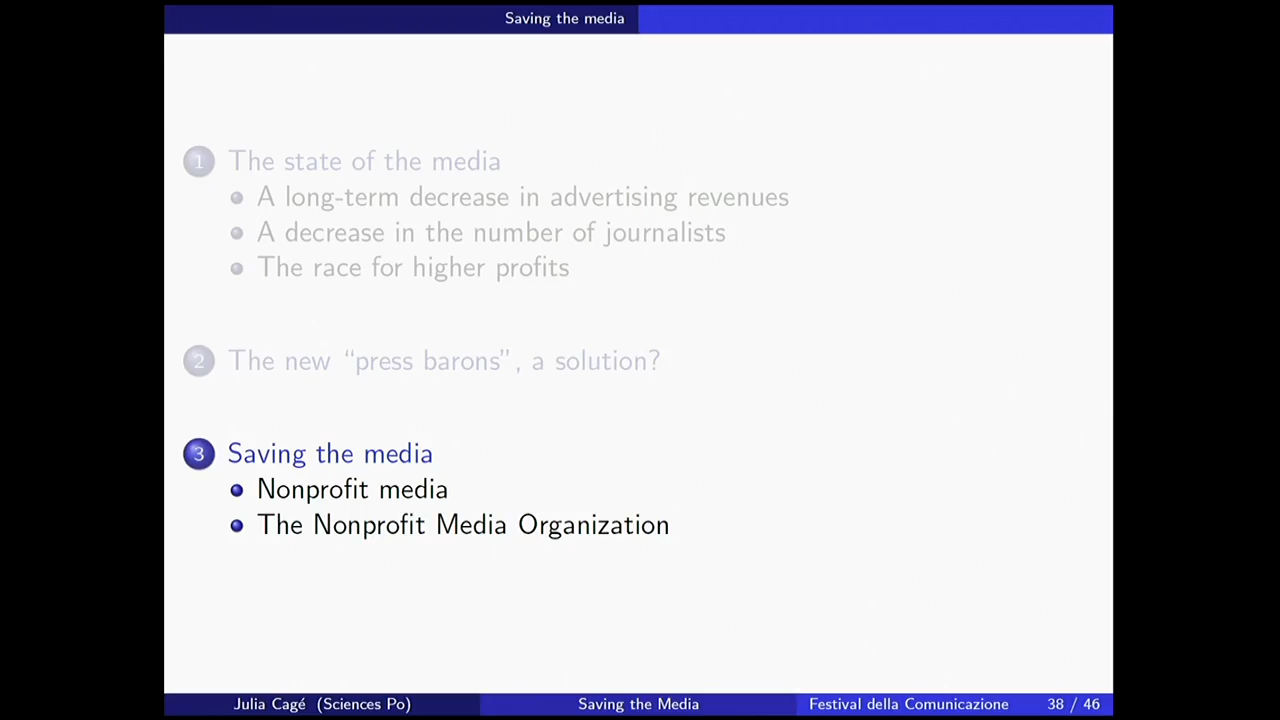 Saving the media
1 The state of the media
A long-term decrease in advertising revenues
A decrease in the number of journalists
The race for higher profits
2 The new “press barons”, a solution?
3 Saving the media
Nonprofit media
The Nonprofit Media Organization
Julia Cagé (Sciences Po) Saving the Media Festival della Comunicazione 38 / 46